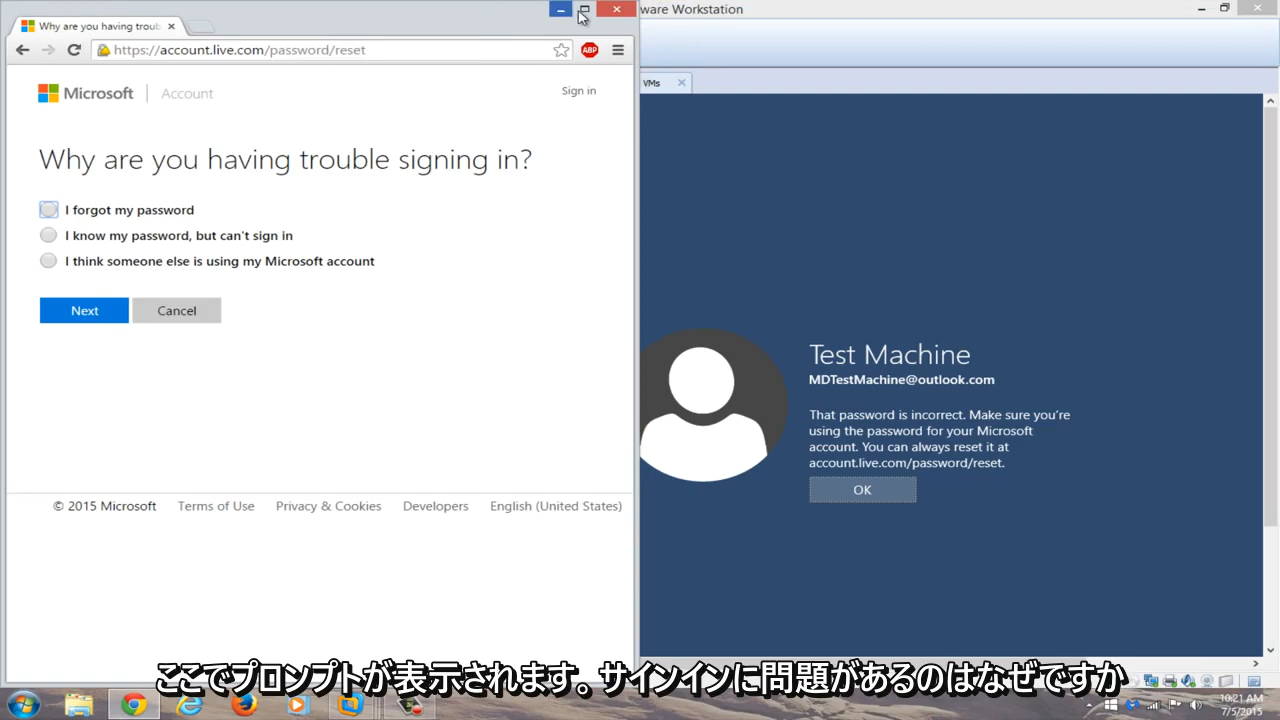 Why are you having troub
ware Workstation
https://account.live.com/password/reset
ABP
VMs
Microsoft
Account
Sign in
Why are you having trouble signing in?
I forgot my password
I know my password, but can't sign in
I think someone else is using my Microsoft account
Next
Cancel
Test Machine
MDTestMachine@outlook.com
That password is incorrect. Make sure you're
using the password for your Microsoft
account. You can always reset it at
account.live.com/password/reset.
OK
© 2015 Microsoft
Terms of Use
Privacy & Cookies
Developers
English (United States)
ここでプロンプトが表示されます。サインインに問題があるのはなぜですか
10:21 AM
7/5/2015